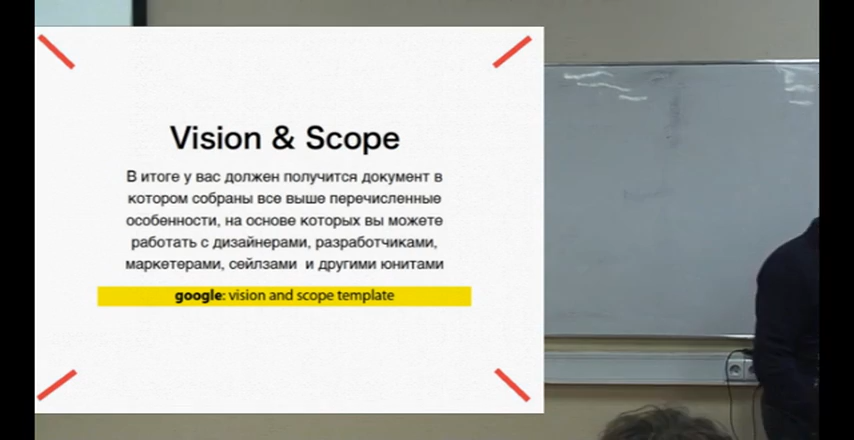 Vision & Scope
В итоге у вас должен получится документ в
котором собраны все выше перечисленные
особенности, на основе которых вы можете
работать с дизайнерами, разработчиками,
маркетерами, сейлзами и другими юнитами
google: vision and scope template